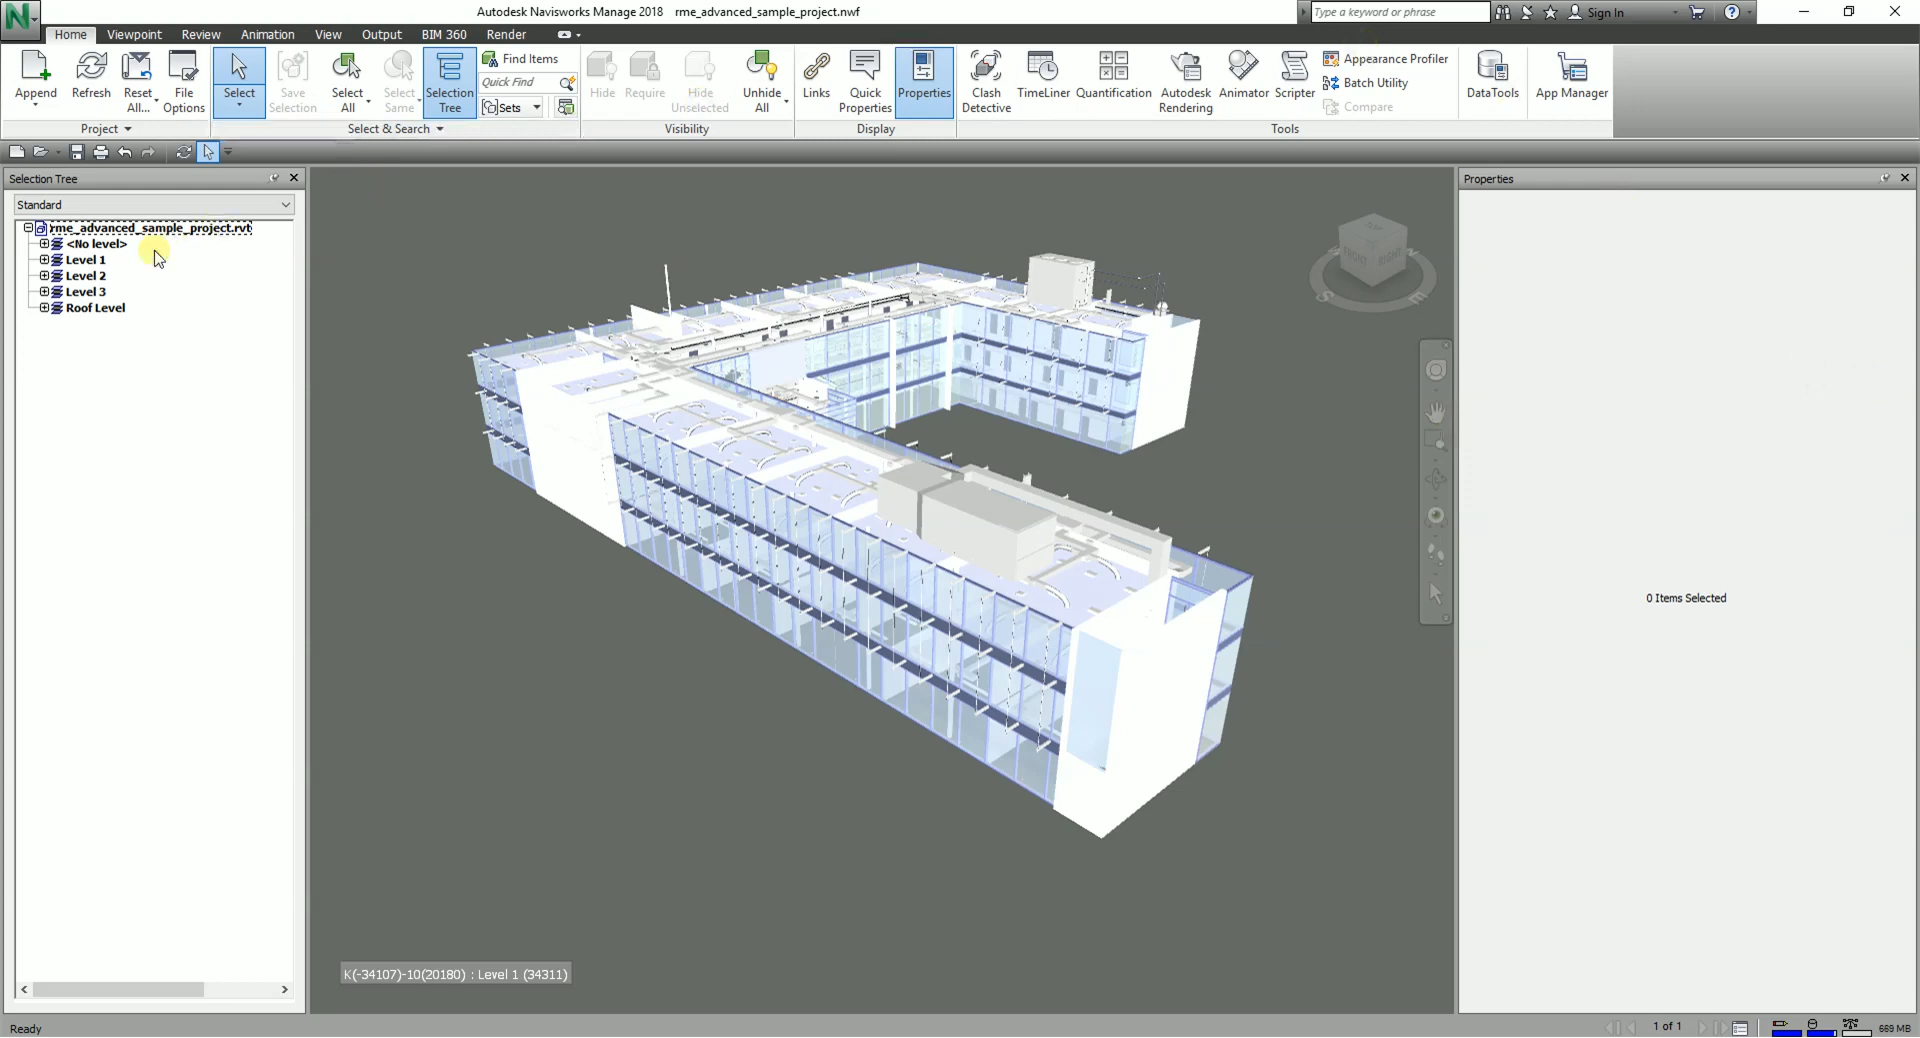 Autodesk Navisworks Manage 2018 rme_advanced_sample_project.nwf
Type a keyword or phrase
Sign In
Home Viewpoint Review Animation View Output BIM 360 Render
Append
Refresh
Reset All...
File Options
Project
Select
Save Selection
Select All
Select Same
Selection Tree
Find Items
Quick Find
Sets
Select & Search
Hide
Require
Hide Unselected
Unhide All
Visibility
Links
Quick Properties
Properties
Display
Clash Detective
TimeLiner
Quantification
Autodesk Rendering
Animator
Scripter
Appearance Profiler
Batch Utility
Compare
Tools
DataTools
App Manager
Selection Tree
Standard
rme_advanced_sample_project.rvt
<No level>
Level 1
Level 2
Level 3
Roof Level
TOP
FRONT
RIGHT
S
E
K(-34107)-10(20180) : Level 1 (34311)
Properties
0 Items Selected
Ready
1 of 1
669 MB